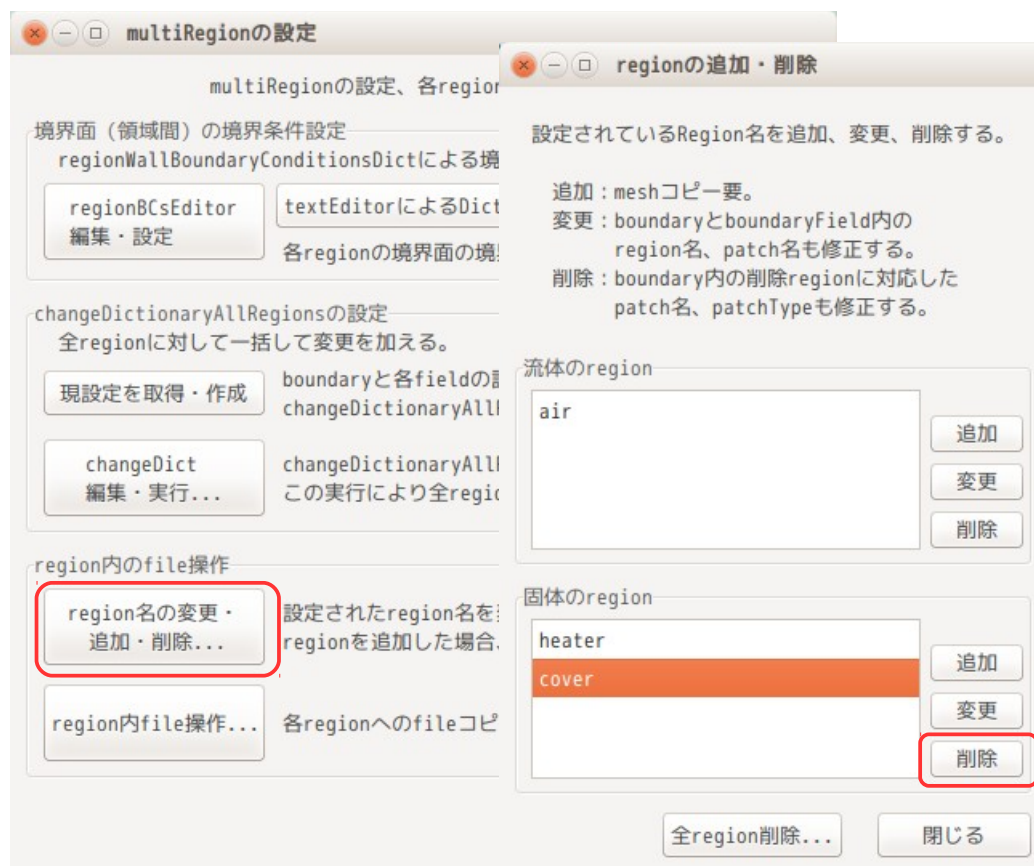 multiRegionの設定
multiRegionの設定、各region
境界面（領域間）の境界条件設定
regionWallBoundaryConditionsDictによる境
regionBCsEditor
編集・設定
textEditorによるDict
各regionの境界面の境
changeDictionaryAllRegionsの設定
全regionに対して一括して変更を加える。
現設定を取得・作成
boundaryと各fieldの
changeDictionaryAll
changeDict
編集・実行...
changeDictionaryAll
この実行により全regio
region内のfile操作
region名の変更・
追加・削除...
設定されたregion名を
regionを追加した場合、
region内file操作...
各regionへのfileコピ
regionの追加・削除
設定されているRegion名を追加、変更、削除する。
追加：meshコピー要。
変更：boundaryとboundaryField内の
region名、patch名も修正する。
削除：boundary内の削除regionに対応した
patch名、patchTypeも修正する。
流体のregion
air
追加
変更
削除
固体のregion
heater
cover
追加
変更
削除
全region削除...
閉じる